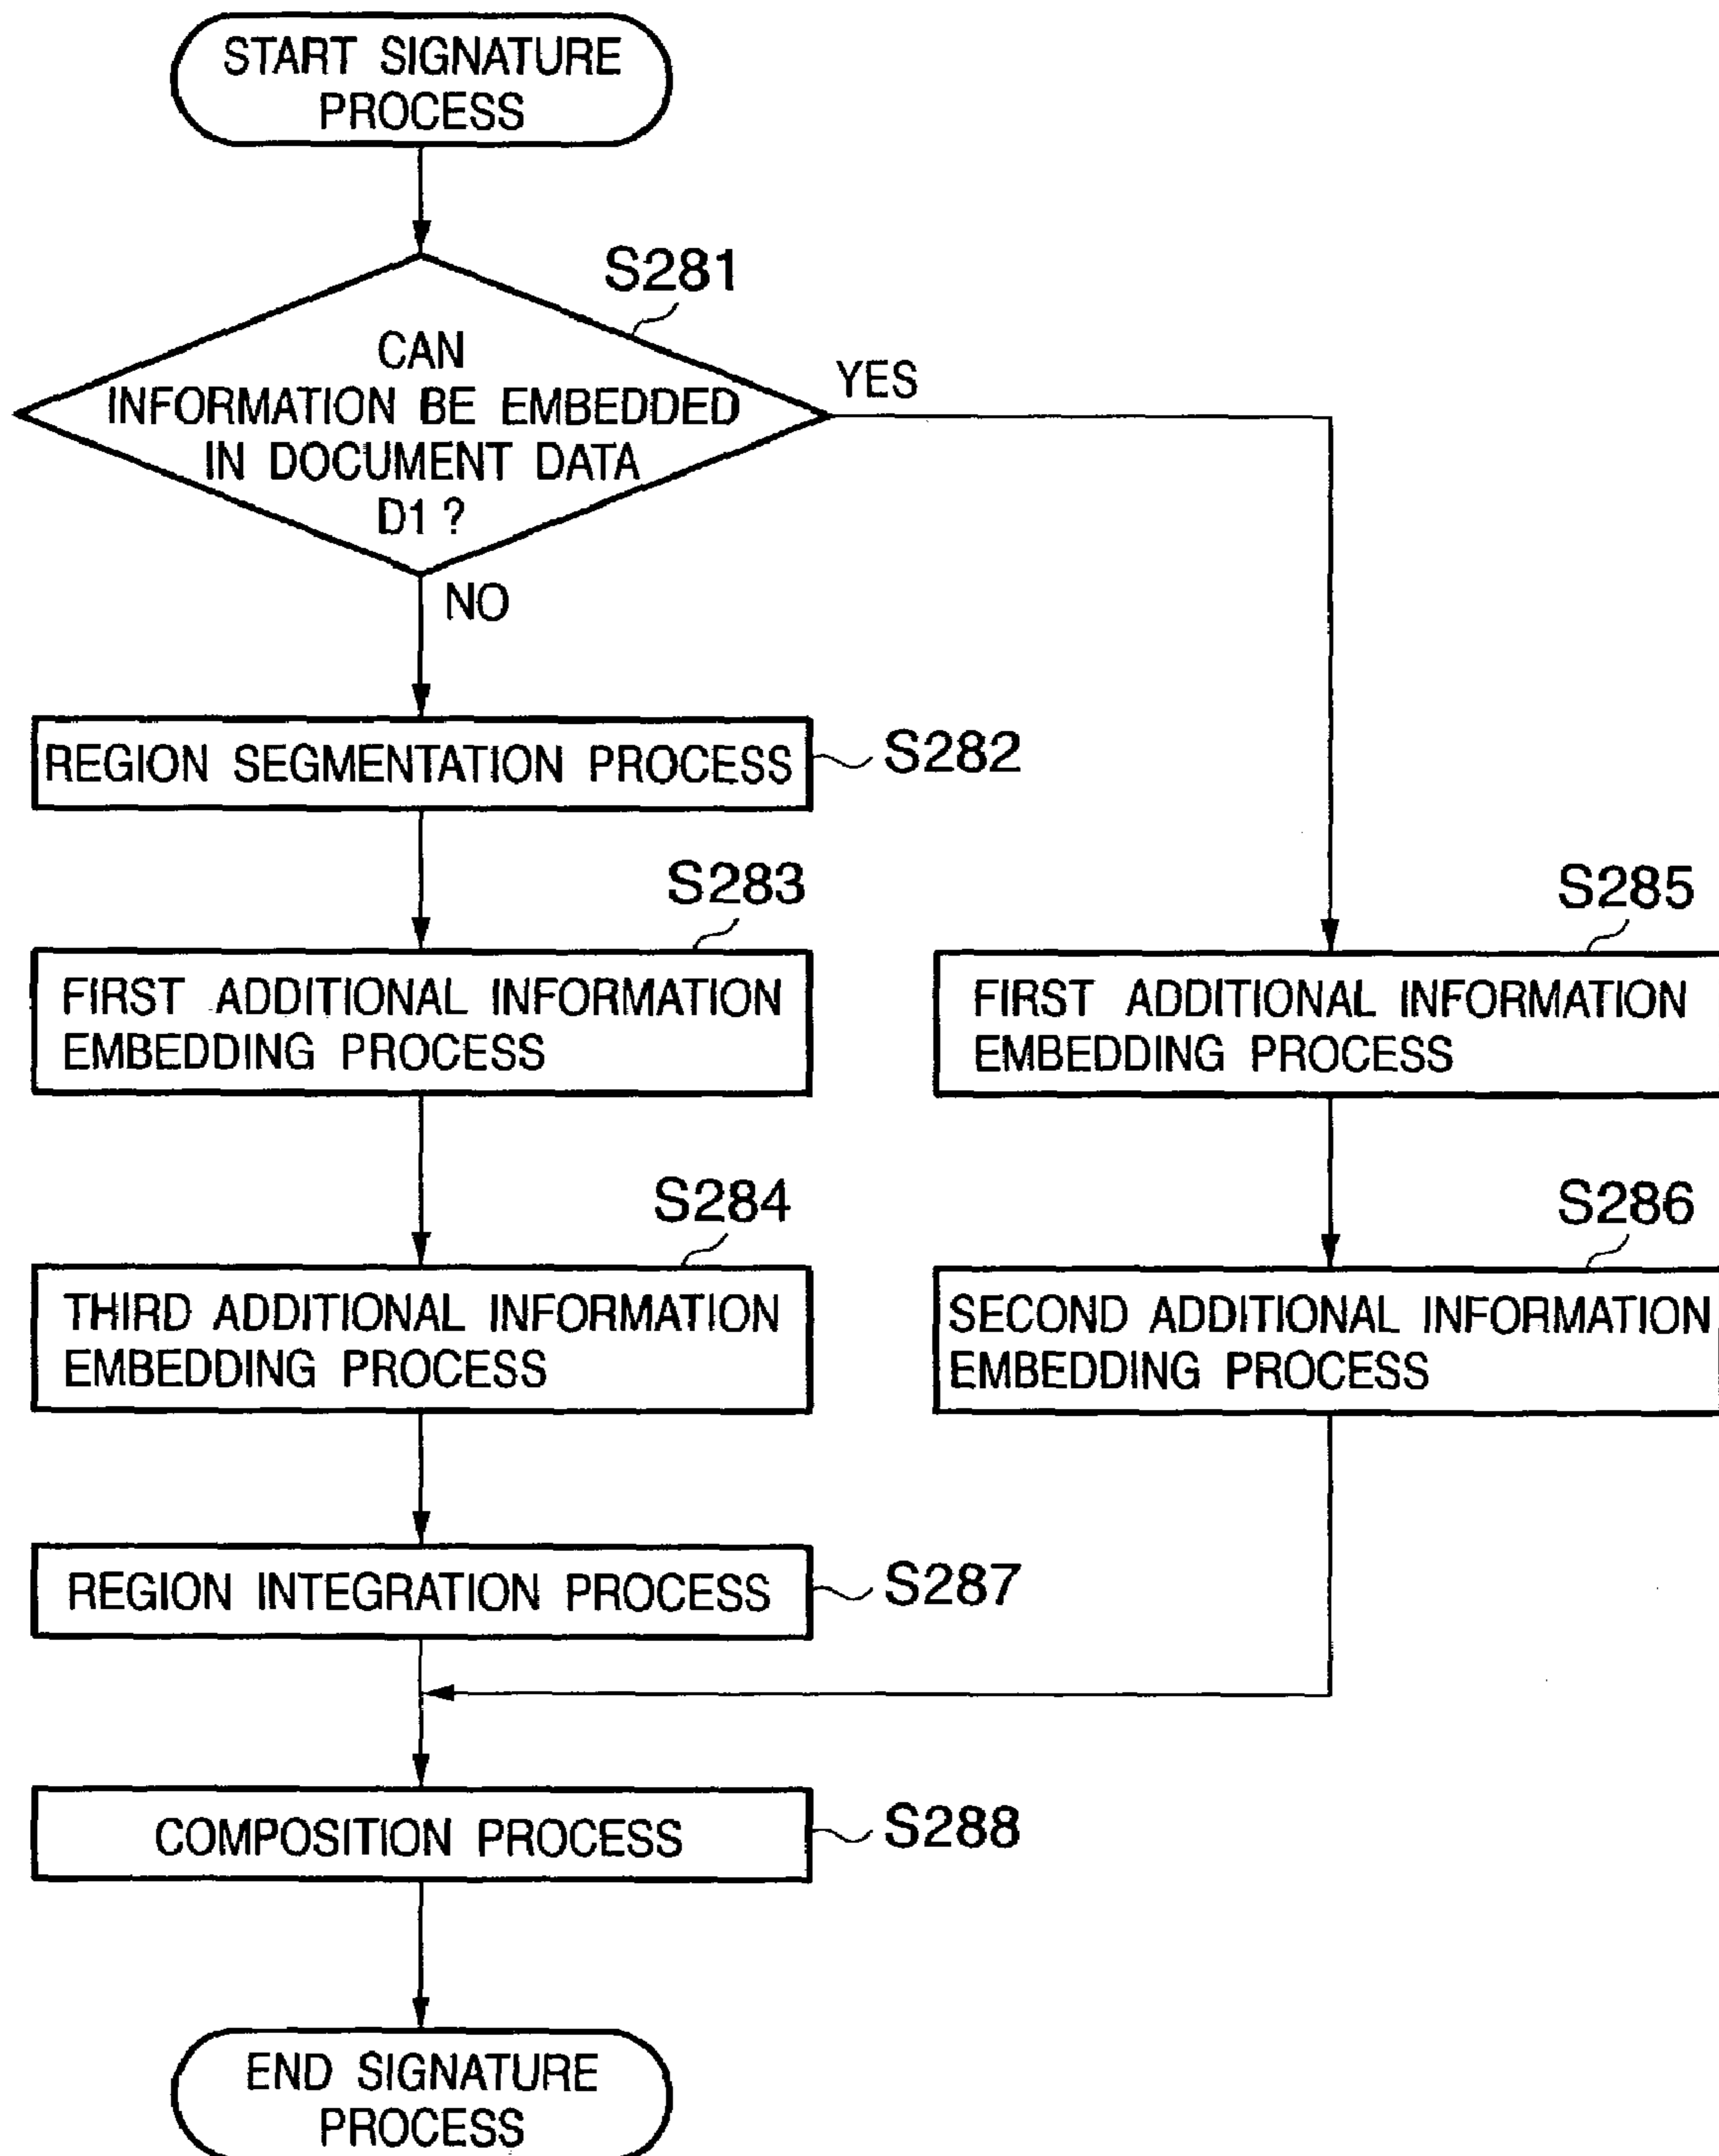 START SIGNATURE
PROCESS
S281
CAN
INFORMATION BE EMBEDDED
IN DOCUMENT DATA
D1 ?
YES
NO
REGION SEGMENTATION PROCESS
S282
S283
FIRST ADDITIONAL INFORMATION
EMBEDDING PROCESS
S285
FIRST ADDITIONAL INFORMATION
EMBEDDING PROCESS
S284
THIRD ADDITIONAL INFORMATION
EMBEDDING PROCESS
S286
SECOND ADDITIONAL INFORMATION
EMBEDDING PROCESS
REGION INTEGRATION PROCESS
S287
COMPOSITION PROCESS
S288
END SIGNATURE
PROCESS